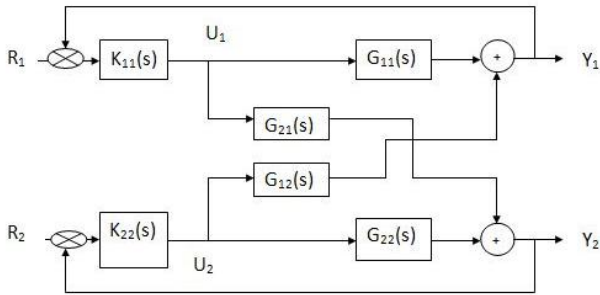 U₁
R₁ K₁₁(s) G₁₁(s) + Y₁
G₂₁(s)
G₁₂(s)
R₂ K₂₂(s) G₂₂(s) + Y₂
U₂